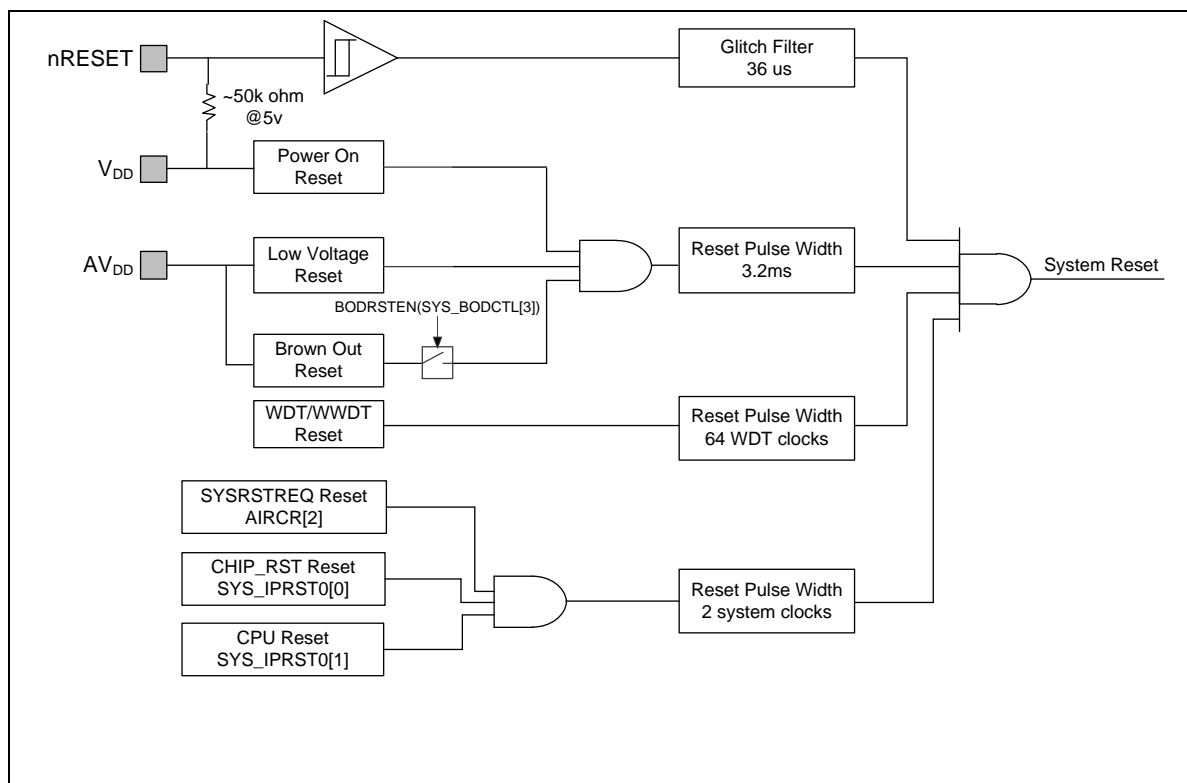 nRESET
Glitch Filter
36 us
~50k ohm
@5v
VDD
Power On
Reset
AVDD
Low Voltage
Reset
Reset Pulse Width
3.2ms
System Reset
BODRSTEN(SYS_BODCTL[3])
Brown Out
Reset
WDT/WWDT
Reset
Reset Pulse Width
64 WDT clocks
SYSRSTREQ Reset
AIRCR[2]
CHIP_RST Reset
SYS_IPRST0[0]
Reset Pulse Width
2 system clocks
CPU Reset
SYS_IPRST0[1]